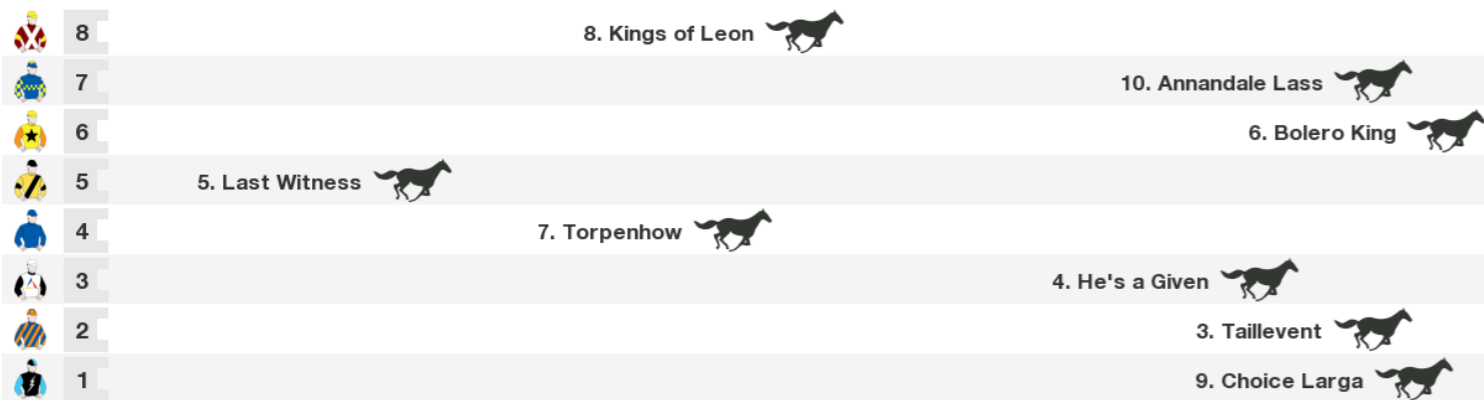 8 8. Kings of Leon
7 10. Annandale Lass
6 6. Bolero King
5 5. Last Witness
4 7. Torpenhow
3 4. He's a Given
2 3. Taillevent
1 9. Choice Larga